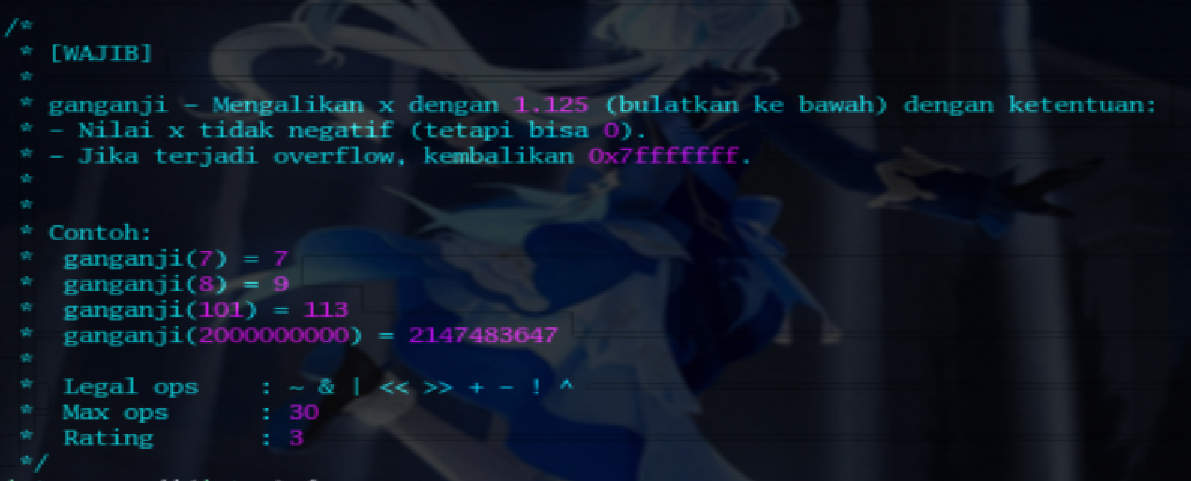 /*
 * [WAJIB]
 *
 * ganganji – Mengalikan x dengan 1.125 (bulatkan ke bawah) dengan ketentuan:
 * – Nilai x tidak negatif (tetapi bisa 0).
 * – Jika terjadi overflow, kembalikan 0x7fffffff.
 *
 *
 * Contoh:
 *  ganganji(7) = 7
 *  ganganji(8) = 9
 *  ganganji(101) = 113
 *  ganganji(2000000000) = 2147483647
 *
 *  Legal ops    : ~ & | << >> + - ! ^
 *  Max ops      : 30
 *  Rating       : 3
 */